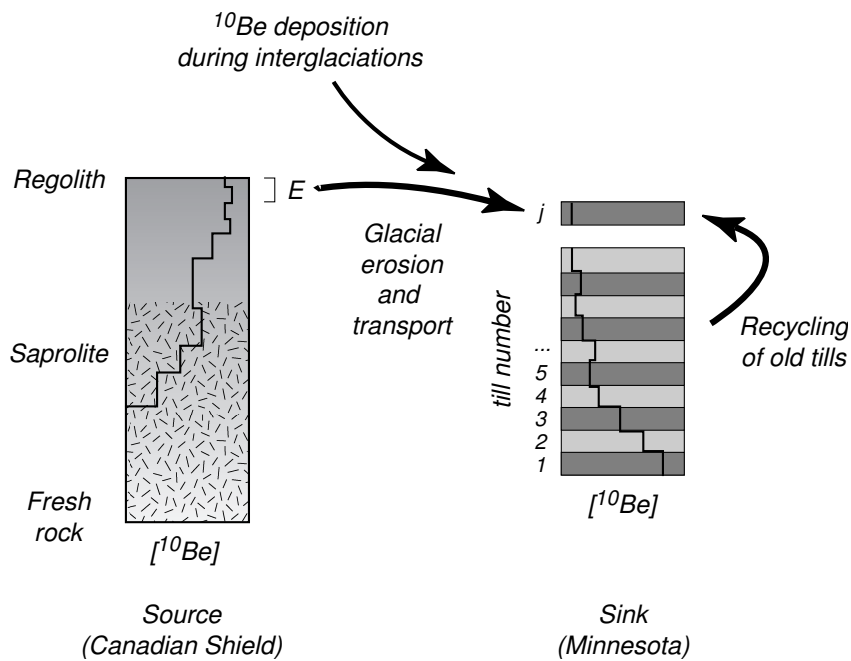 10Be deposition
during interglaciations
Regolith
E
Glacial
erosion
and
transport
Saprolite
Fresh
rock
[10Be]
Source
(Canadian Shield)
j
till number
...
5
4
3
2
1
Recycling
of old tills
[10Be]
Sink
(Minnesota)